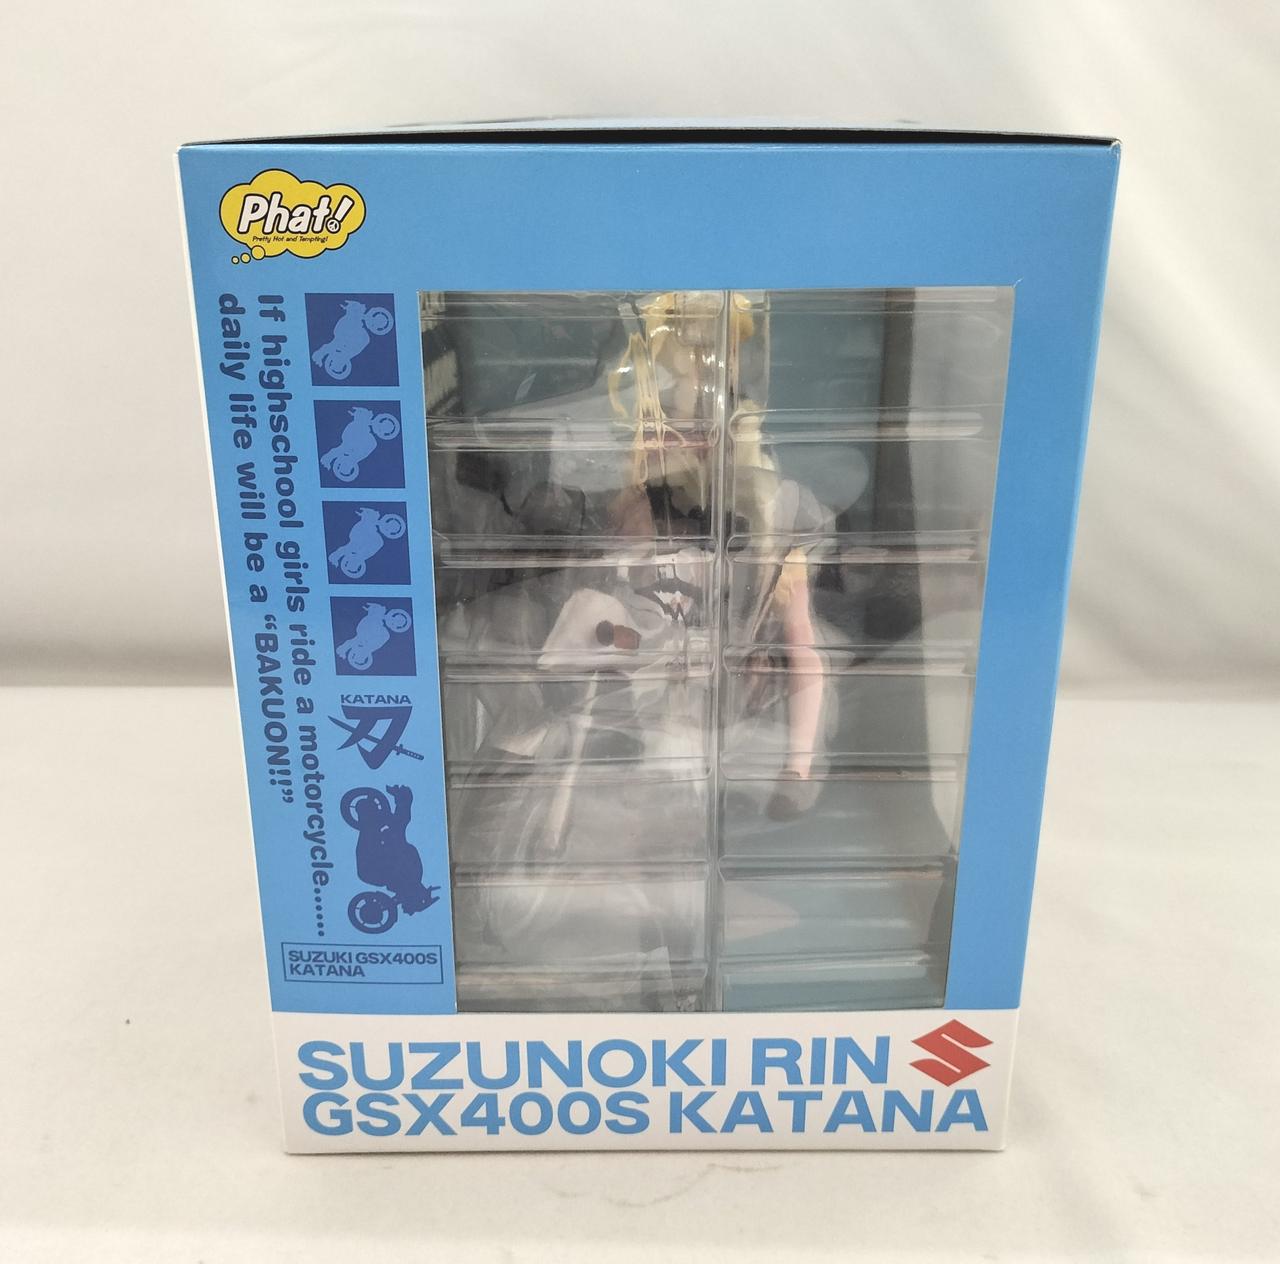 Phat!
Pretty Hot and Tempting!
If highschool girls ride a motorcycle......
daily life will be a "BAKUON!!"
KATANA
刀
SUZUKI GSX400S
KATANA
SUZUNOKI RIN
GSX400S KATANA